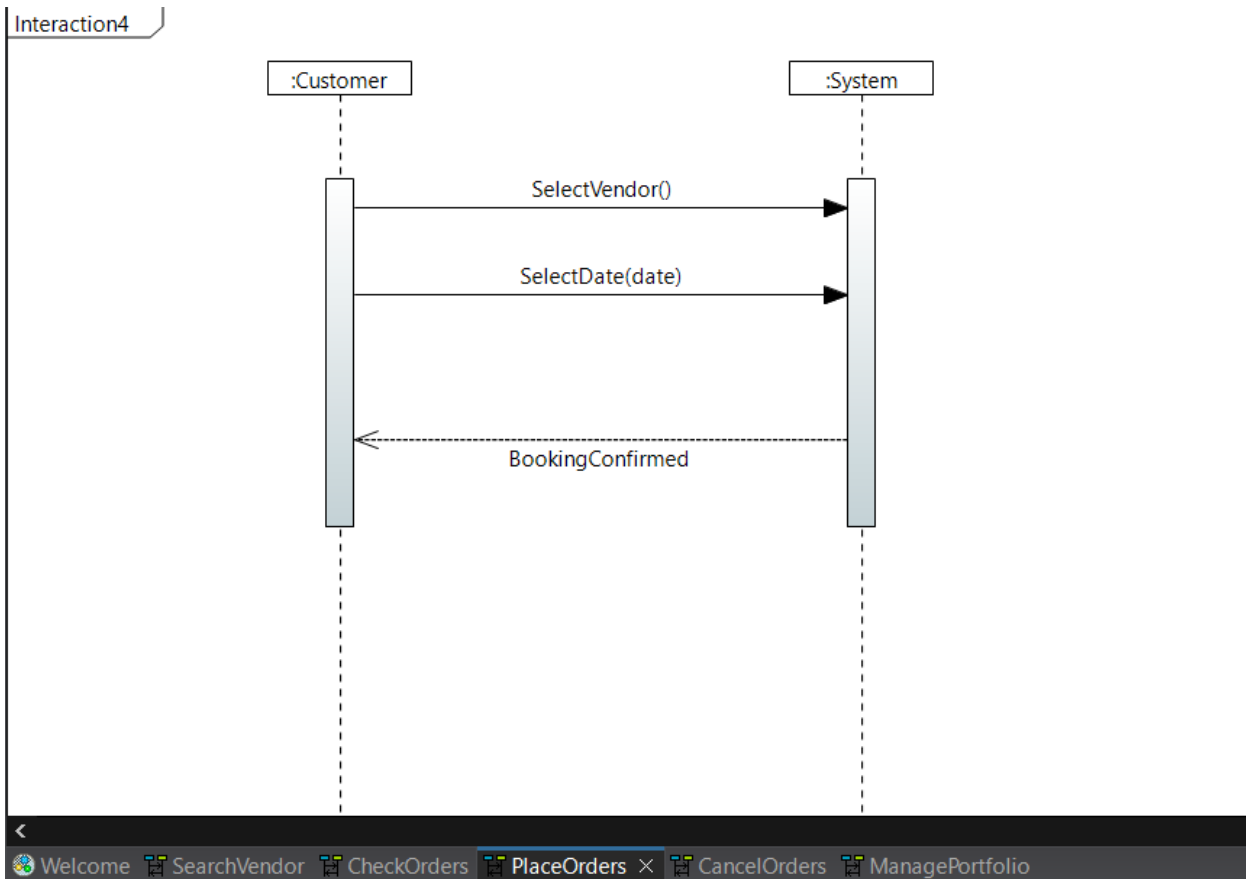 Interaction4
:Customer
:System
SelectVendor()
SelectDate(date)
BookingConfirmed
Welcome SearchVendor CheckOrders PlaceOrders CancelOrders ManagePortfolio